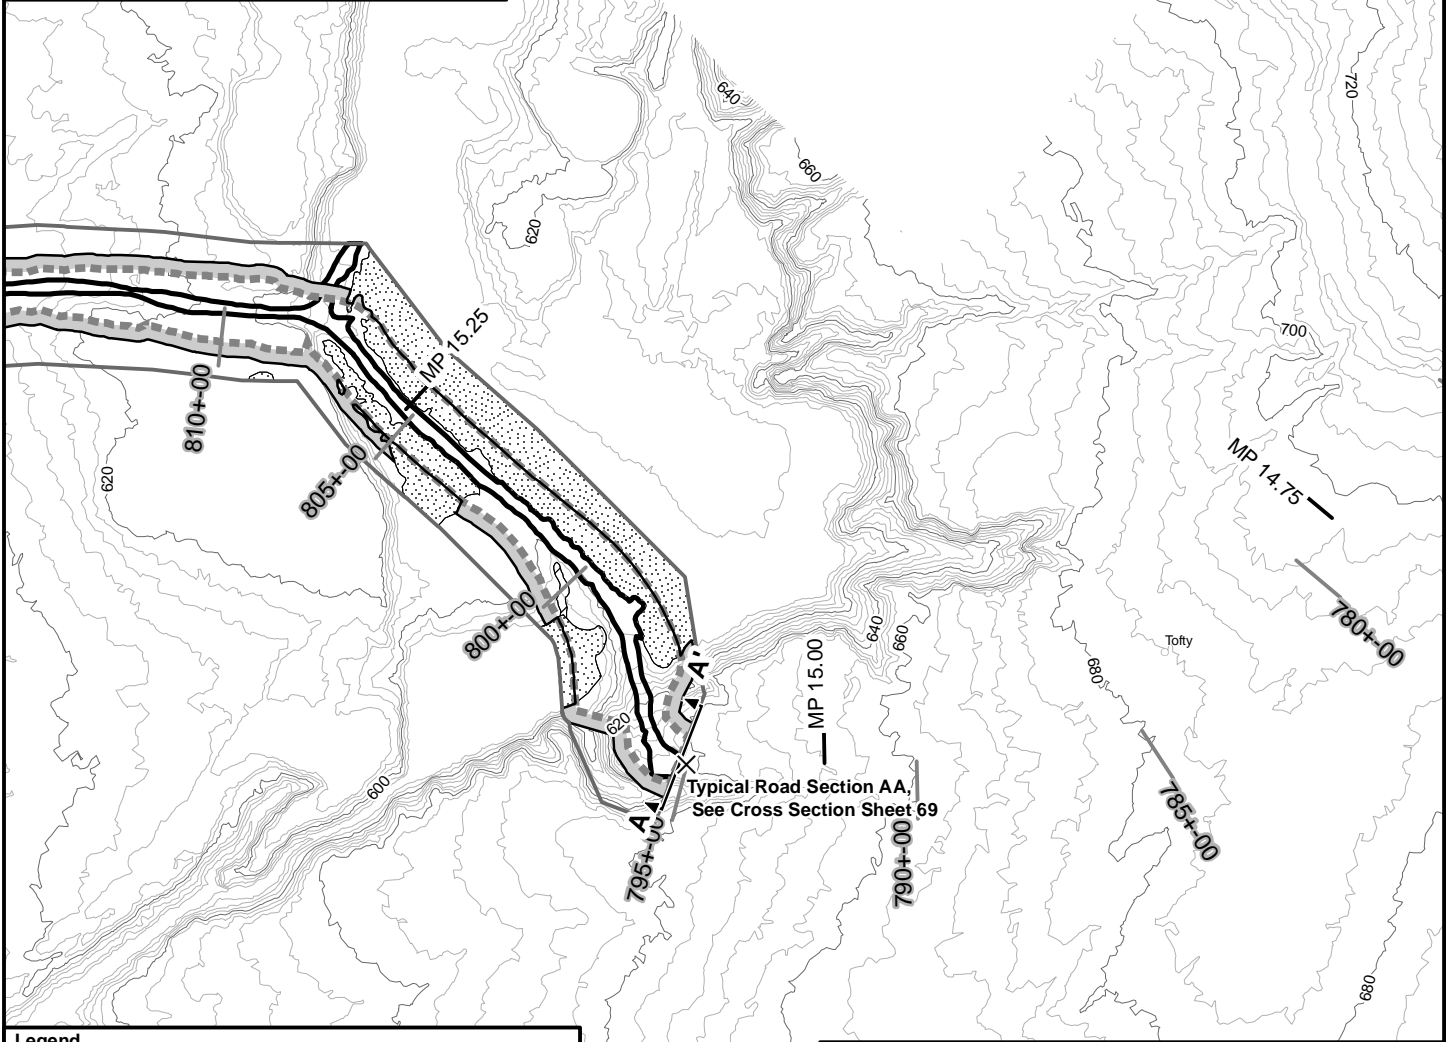 640
720
660
620
MP 15.25
700
810+-00
620
805+-00
MP 14.75
800+-00
640
660
780+-00
Tofty
680
A'
MP 15.00
620
600
Typical Road Section AA,
See Cross Section Sheet 69
A
795+-00
790+-00
785+-00
680
Legend